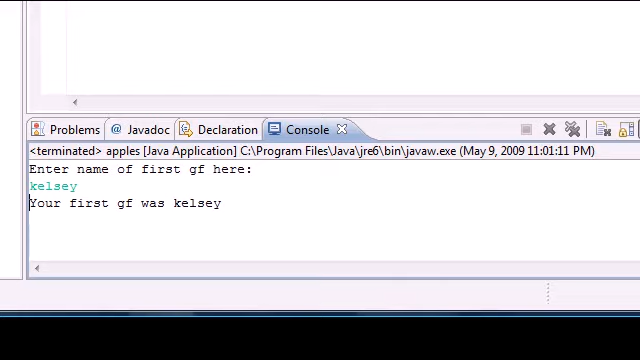 Problems @ Javadoc Declaration Console
<terminated> apples [Java Application] C:\Program Files\Java\jre6\bin\javaw.exe (May 9, 2009 11:01:11 PM)
Enter name of first gf here:
kelsey
Your first gf was kelsey